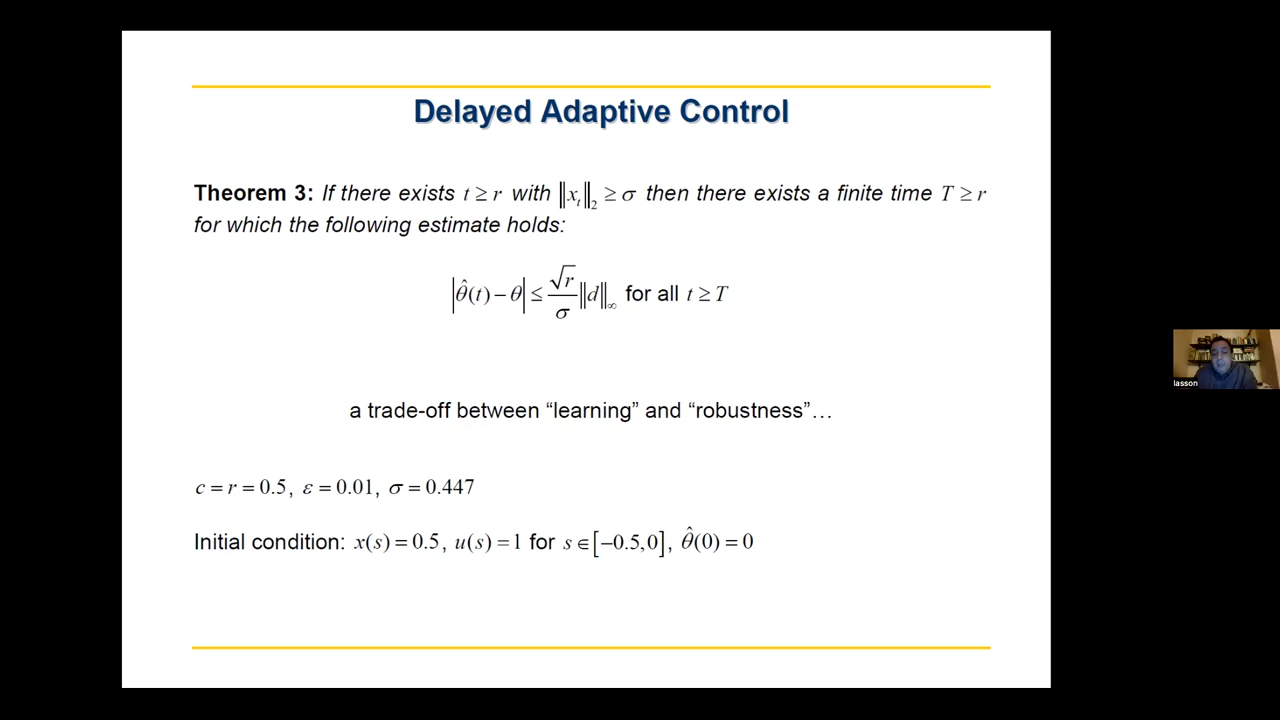 Delayed Adaptive Control
Theorem 3: If there exists t ≥ r with ‖x_t‖₂ ≥ σ then there exists a finite time T ≥ r
for which the following estimate holds:
|θ̂(t) − θ| ≤ √r/σ ‖d‖_∞ for all t ≥ T
a trade-off between “learning” and “robustness”…
c = r = 0.5, ε = 0.01, σ = 0.447
Initial condition: x(s) = 0.5, u(s) = 1 for s ∈ [−0.5,0], θ̂(0) = 0
lasson